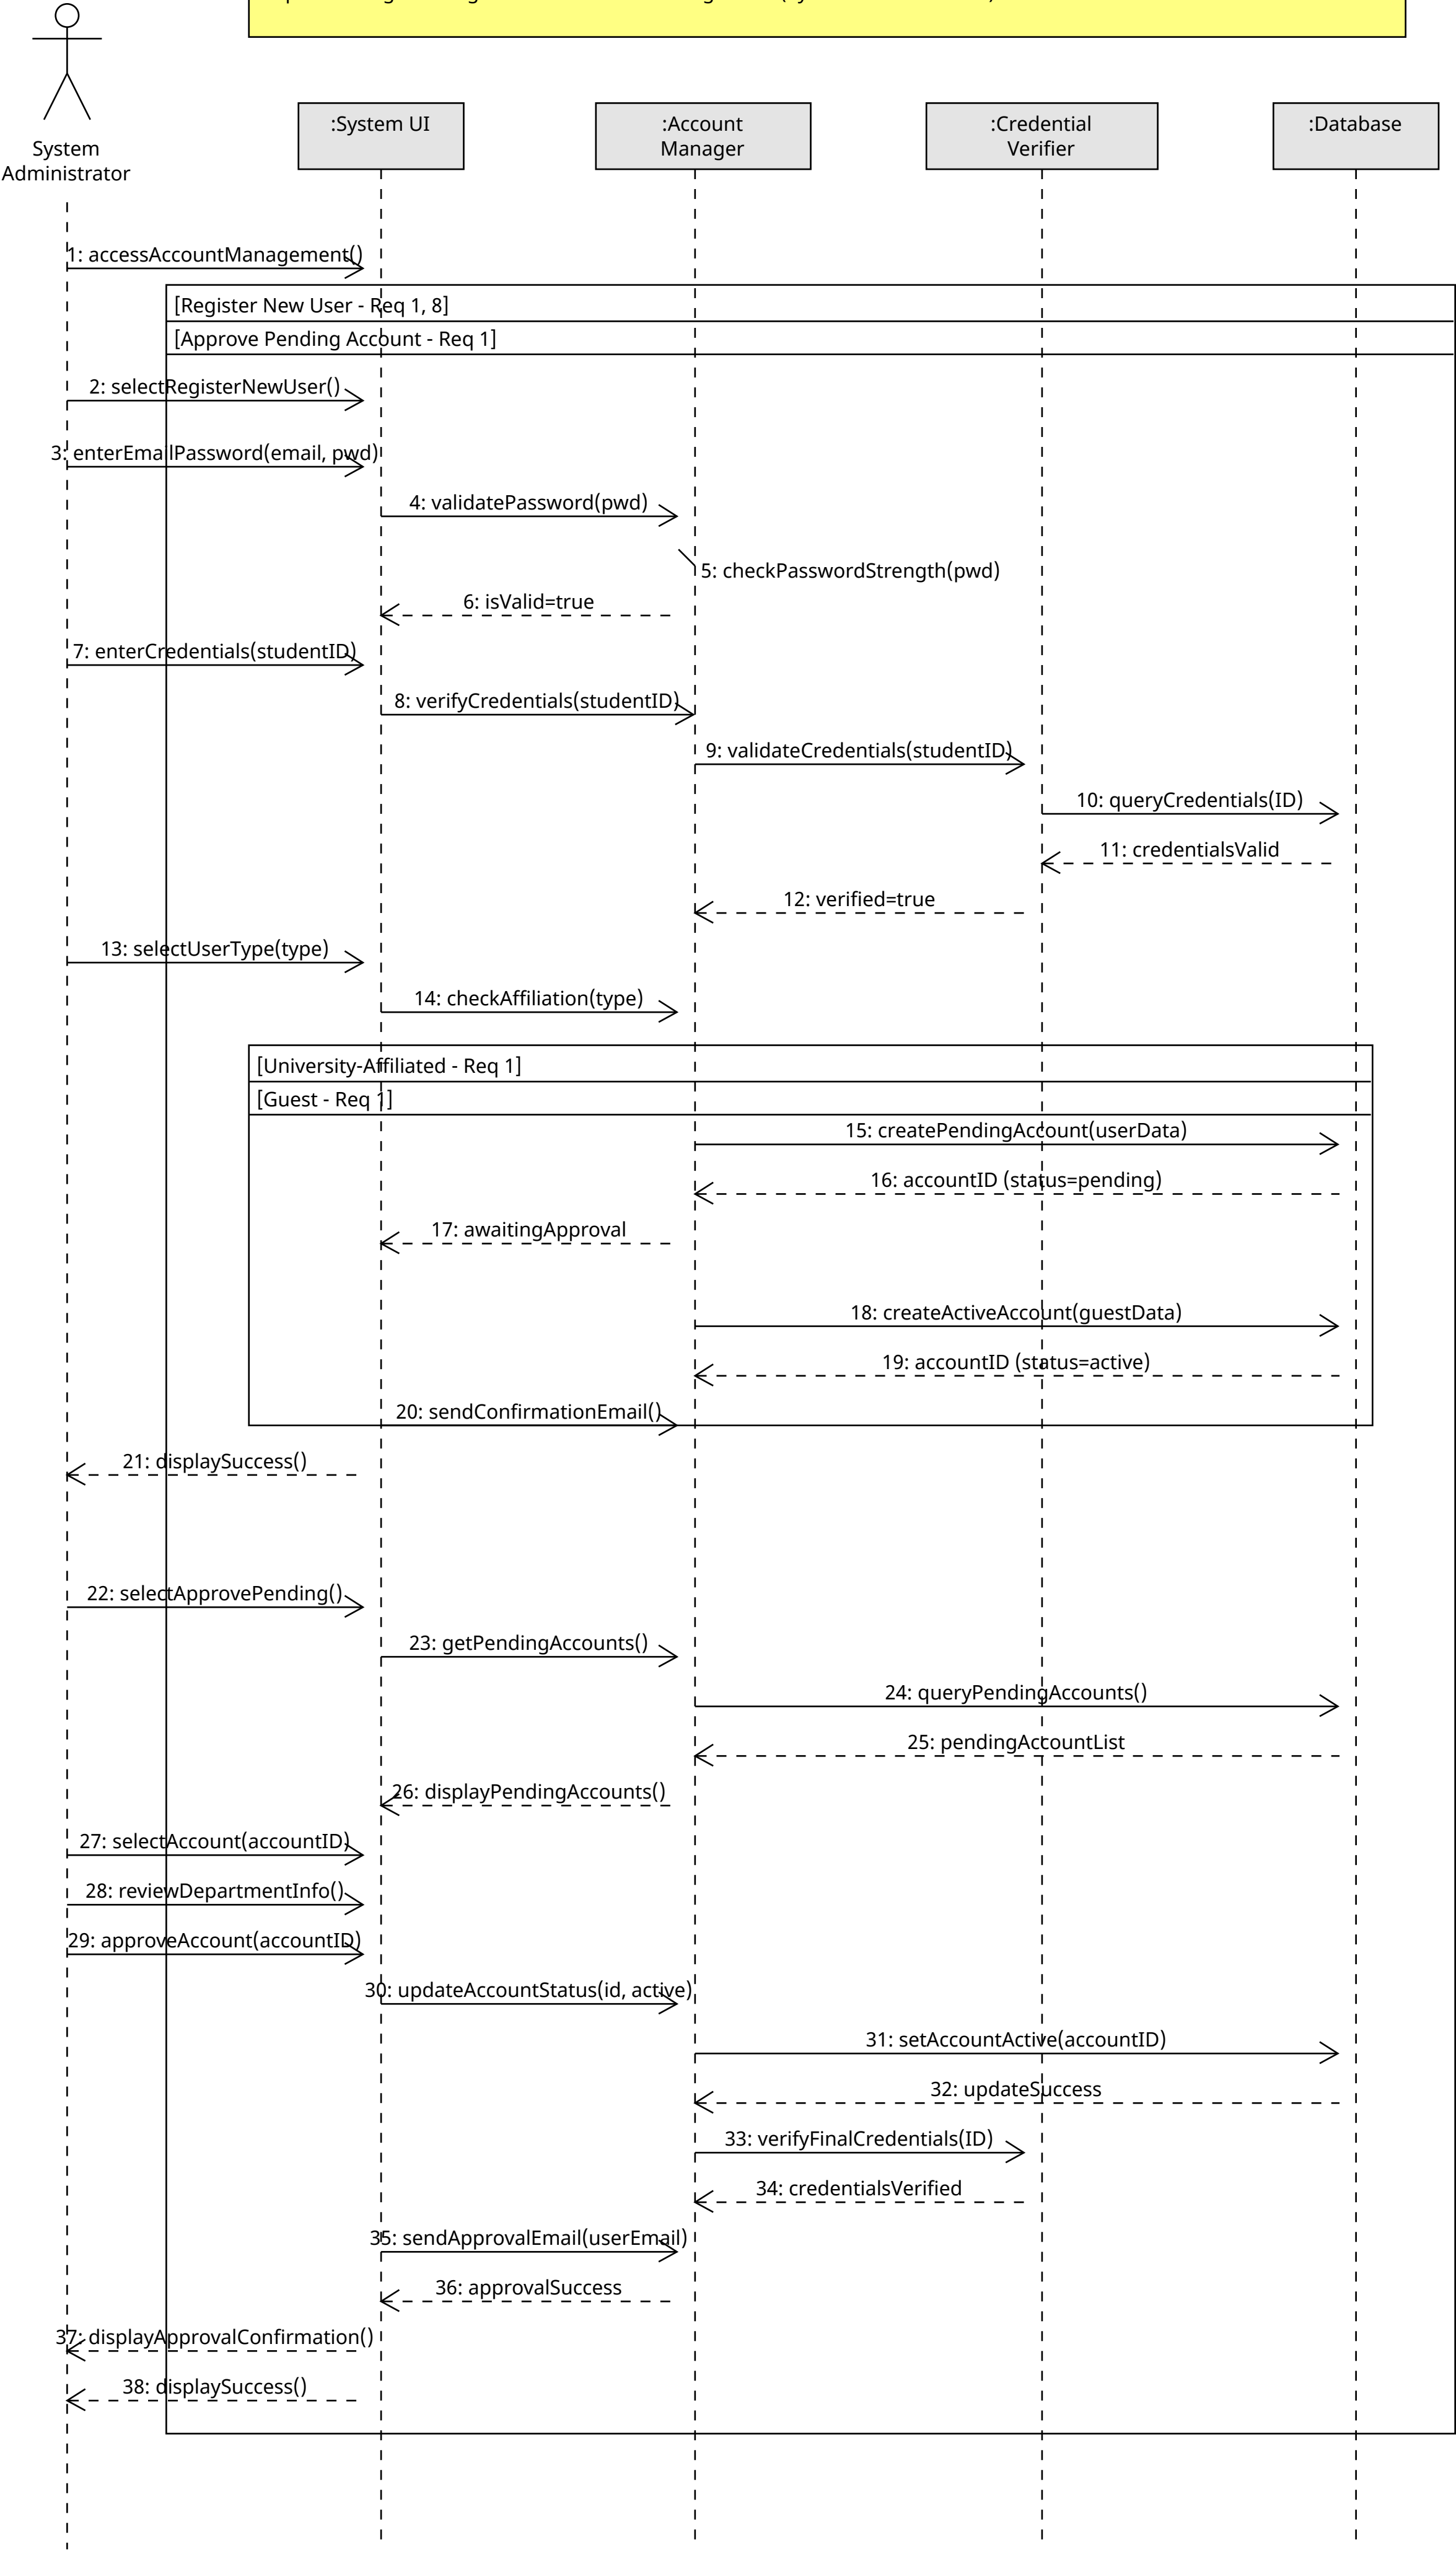 System
Administrator
:System UI
:Account
Manager
:Credential
Verifier
:Database
1: accessAccountManagement()
[Register New User - Req 1, 8]
[Approve Pending Account - Req 1]
2: selectRegisterNewUser()
3: enterEmailPassword(email, pwd)
4: validatePassword(pwd)
5: checkPasswordStrength(pwd)
6: isValid=true
7: enterCredentials(studentID)
8: verifyCredentials(studentID)
9: validateCredentials(studentID)
10: queryCredentials(ID)
11: credentialsValid
12: verified=true
13: selectUserType(type)
14: checkAffiliation(type)
[University-Affiliated - Req 1]
[Guest - Req 1]
15: createPendingAccount(userData)
16: accountID (status=pending)
17: awaitingApproval
18: createActiveAccount(guestData)
19: accountID (status=active)
20: sendConfirmationEmail()
21: displaySuccess()
22: selectApprovePending()
23: getPendingAccounts()
24: queryPendingAccounts()
25: pendingAccountList
26: displayPendingAccounts()
27: selectAccount(accountID)
28: reviewDepartmentInfo()
29: approveAccount(accountID)
30: updateAccountStatus(id, active)
31: setAccountActive(accountID)
32: updateSuccess
33: verifyFinalCredentials(ID)
34: credentialsVerified
35: sendApprovalEmail(userEmail)
36: approvalSuccess
37: displayApprovalConfirmation()
38: displaySuccess()